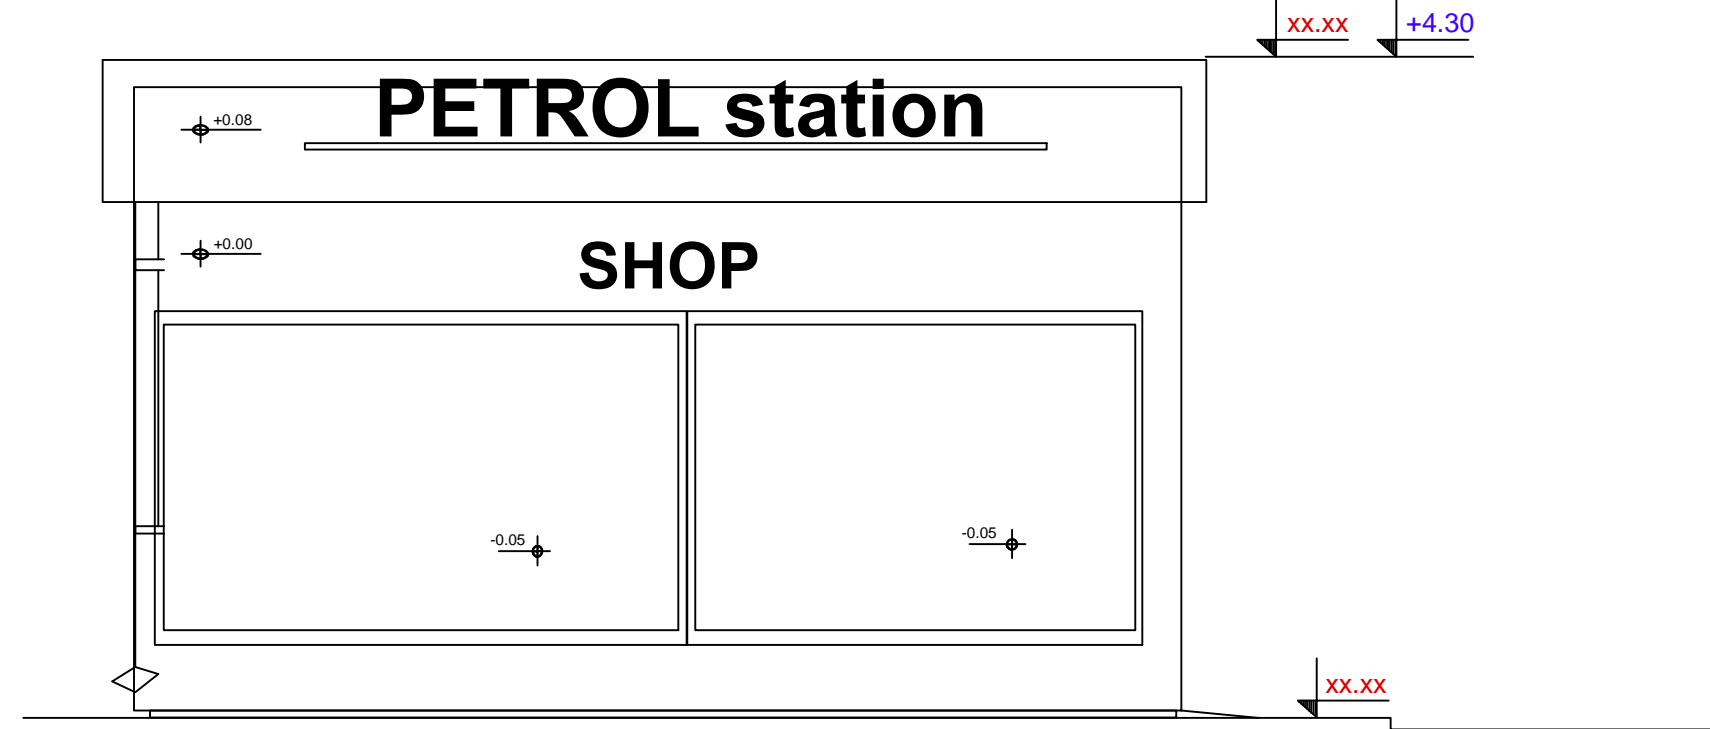 xx.xx +4.30
PETROL station
+0.08
+0.00
SHOP
-0.05
-0.05
xx.xx